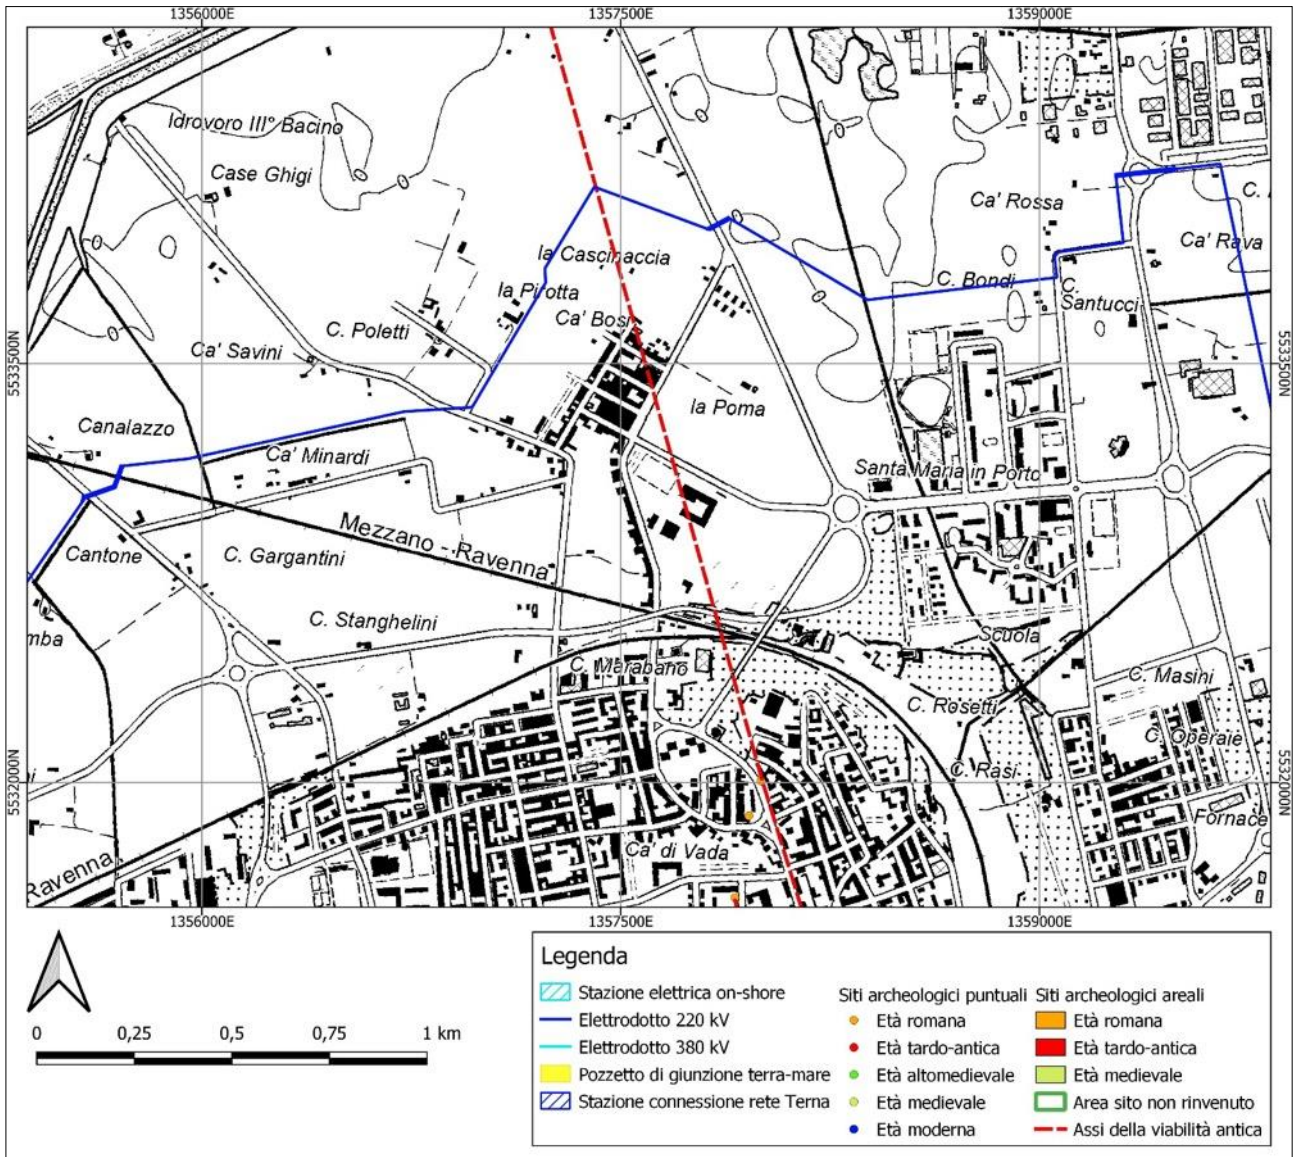 1356000E 1357500E 1359000E
Idrovoro III° Bacino
Case Ghigi
Ca' Rossa
Ca' Rava
la Cascinaccia
la Pirotta
C. Bondi
C. Santucci
Ca' Bosi
C. Poletti
Ca' Savini
5533500N
5533500N
la Poma
Canalazzo
Ca' Minardi
Santa Maria in Porto
Mezzano - Ravenna
Cantone
C. Gargantini
C. Stanghelini
Scuola
mba
C. Marabano
C. Masini
C. Rosetti
C. Operaie
C. Rasi
5532000N
5532000N
Fornace
Ca' di Vada
Ravenna
1356000E 1357500E 1359000E
0 0,25 0,5 0,75 1 km
Legenda
Stazione elettrica on-shore
Elettrodotto 220 kV
Elettrodotto 380 kV
Pozzetto di giunzione terra-mare
Stazione connessione rete Terna
Siti archeologici puntuali
Età romana
Età tardo-antica
Età altomedievale
Età medievale
Età moderna
Siti archeologici areali
Età romana
Età tardo-antica
Età medievale
Area sito non rinvenuto
Assi della viabilità antica